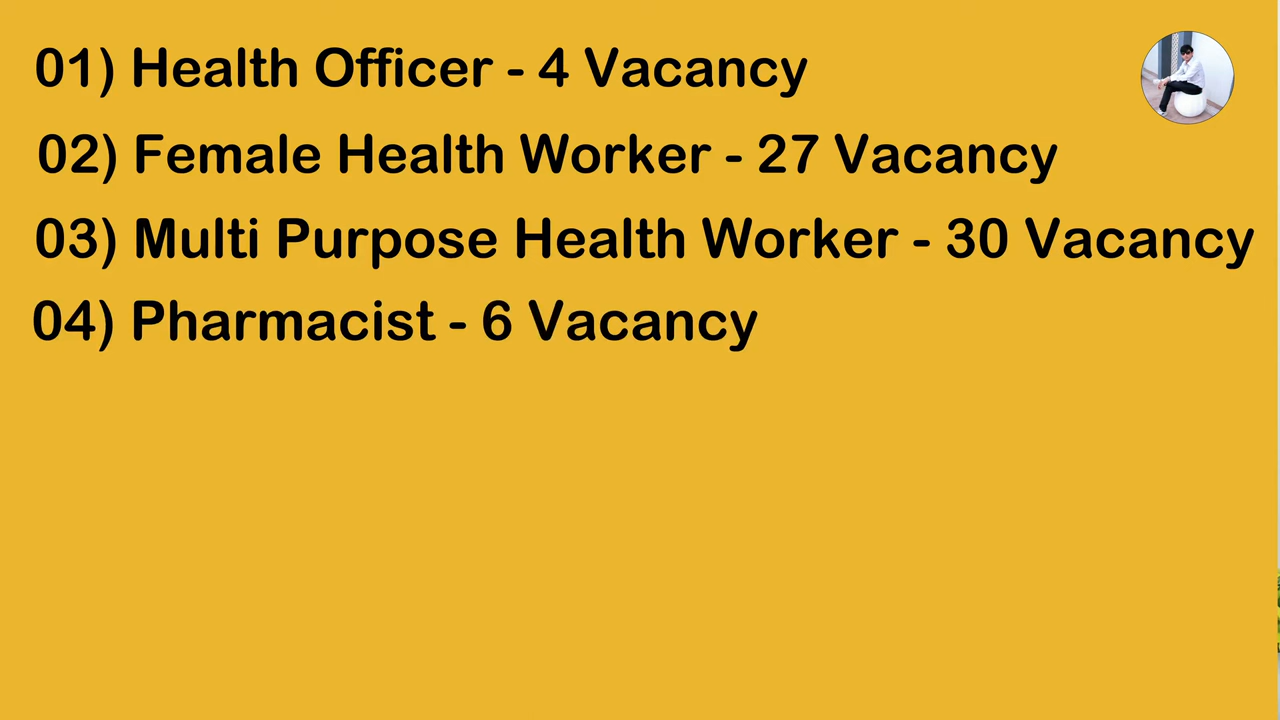 01) Health Officer - 4 Vacancy
02) Female Health Worker - 27 Vacancy
03) Multi Purpose Health Worker - 30 Vacancy
04) Pharmacist - 6 Vacancy